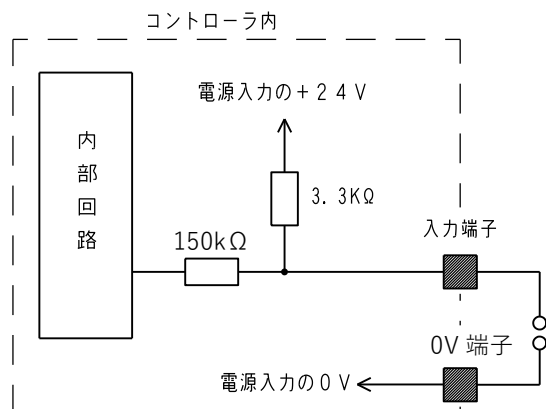 コントローラ内
電源入力の+24V
内部回路
3.3KΩ
150kΩ
入力端子
0V 端子
電源入力の0V